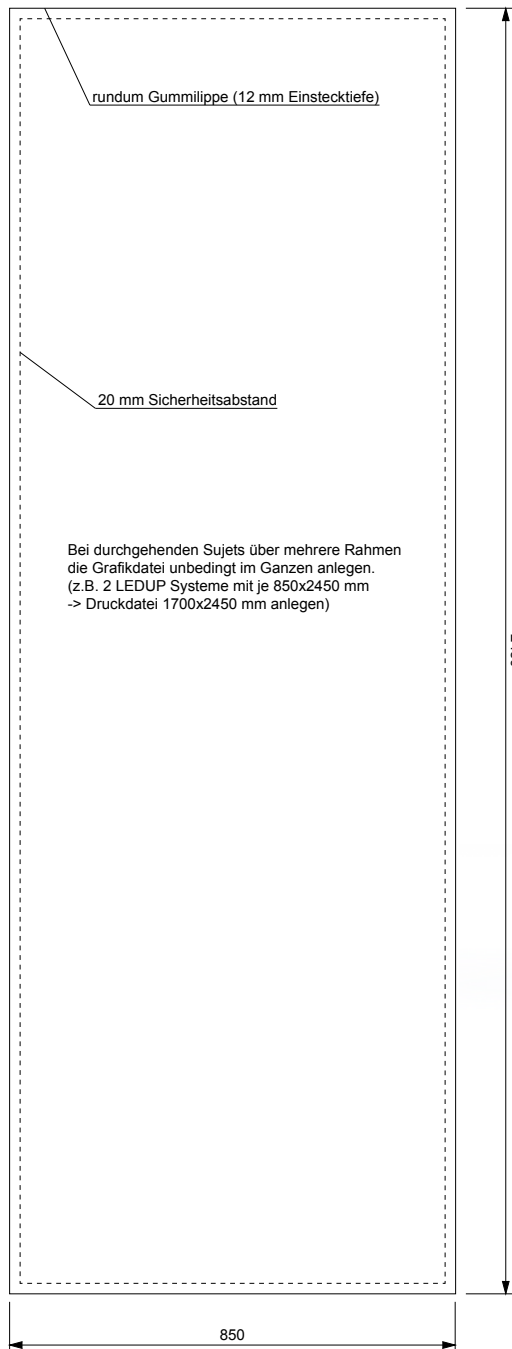 rundum Gummilippe (12 mm Einstecktiefe)
20 mm Sicherheitsabstand
Bei durchgehenden Sujets über mehrere Rahmen
die Grafikdatei unbedingt im Ganzen anlegen.
(z.B. 2 LEDUP Systeme mit je 850x2450 mm
-> Druckdatei 1700x2450 mm anlegen)
850